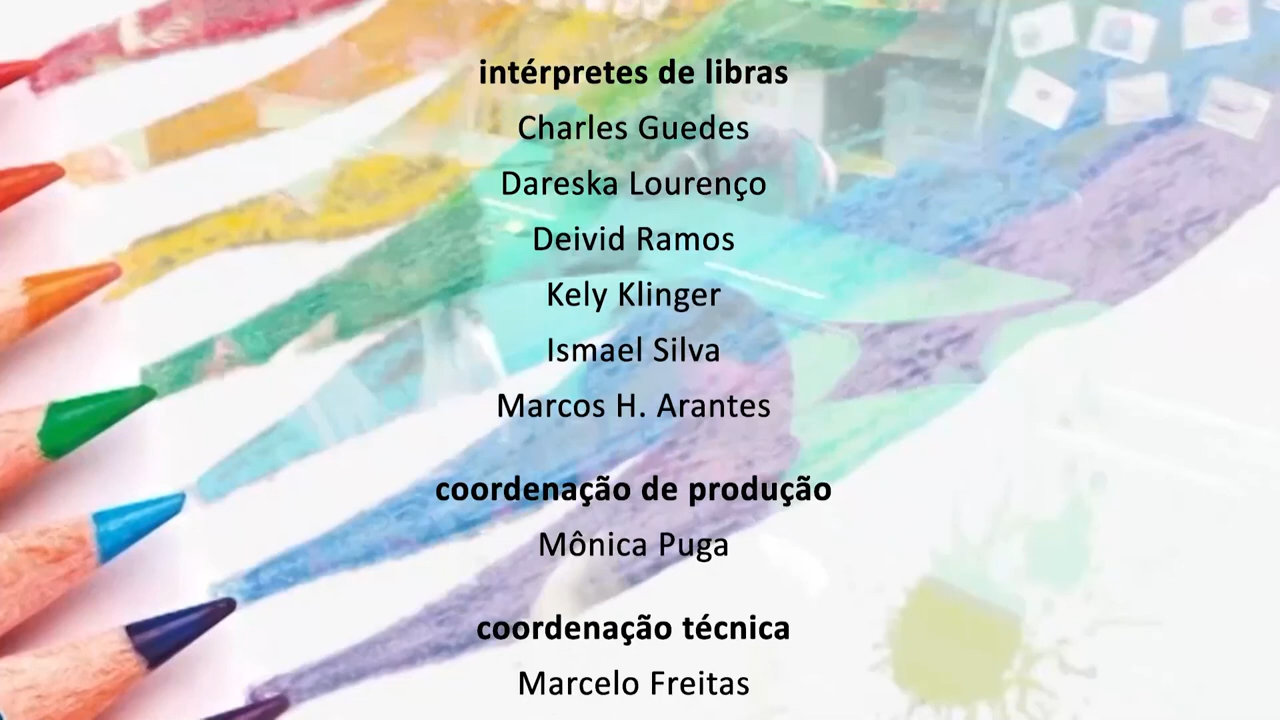 intérpretes de libras
Charles Guedes
Dareska Lourenço
Deivid Ramos
Kely Klinger
Ismael Silva
Marcos H. Arantes
coordenação de produção
Mônica Puga
coordenação técnica
Marcelo Freitas